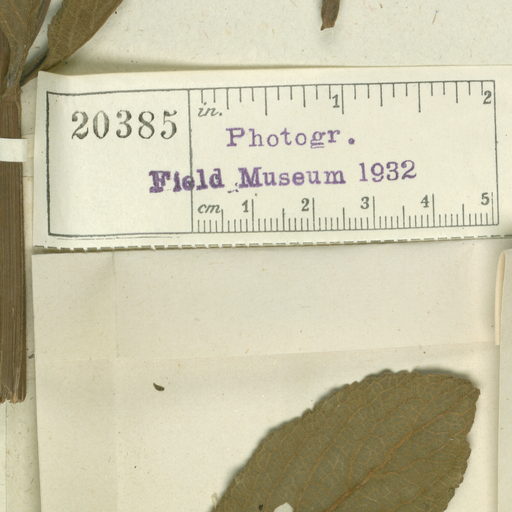 20385
in. 1 2
Photogr.
Field Museum 1932
cm. 1 2 3 4 5